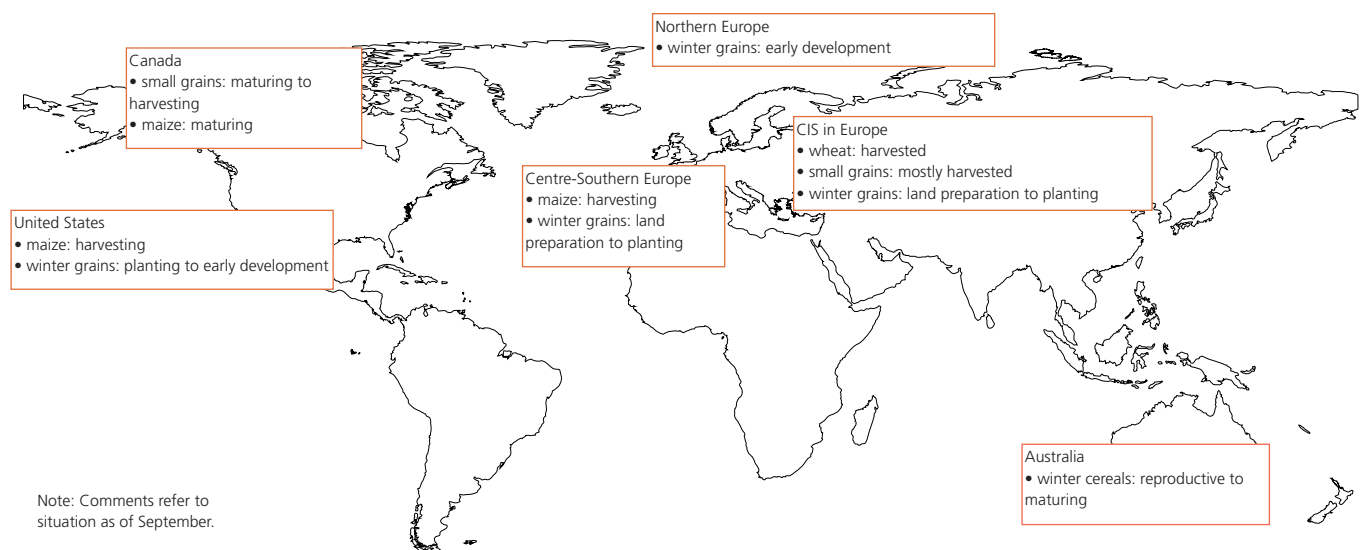 Northern Europe
• winter grains: early development
Canada
• small grains: maturing to
harvesting
• maize: maturing
CIS in Europe
• wheat: harvested
• small grains: mostly harvested
• winter grains: land preparation to planting
Centre-Southern Europe
• maize: harvesting
• winter grains: land
preparation to planting
United States
• maize: harvesting
• winter grains: planting to early development
Australia
• winter cereals: reproductive to
maturing
Note: Comments refer to
situation as of September.